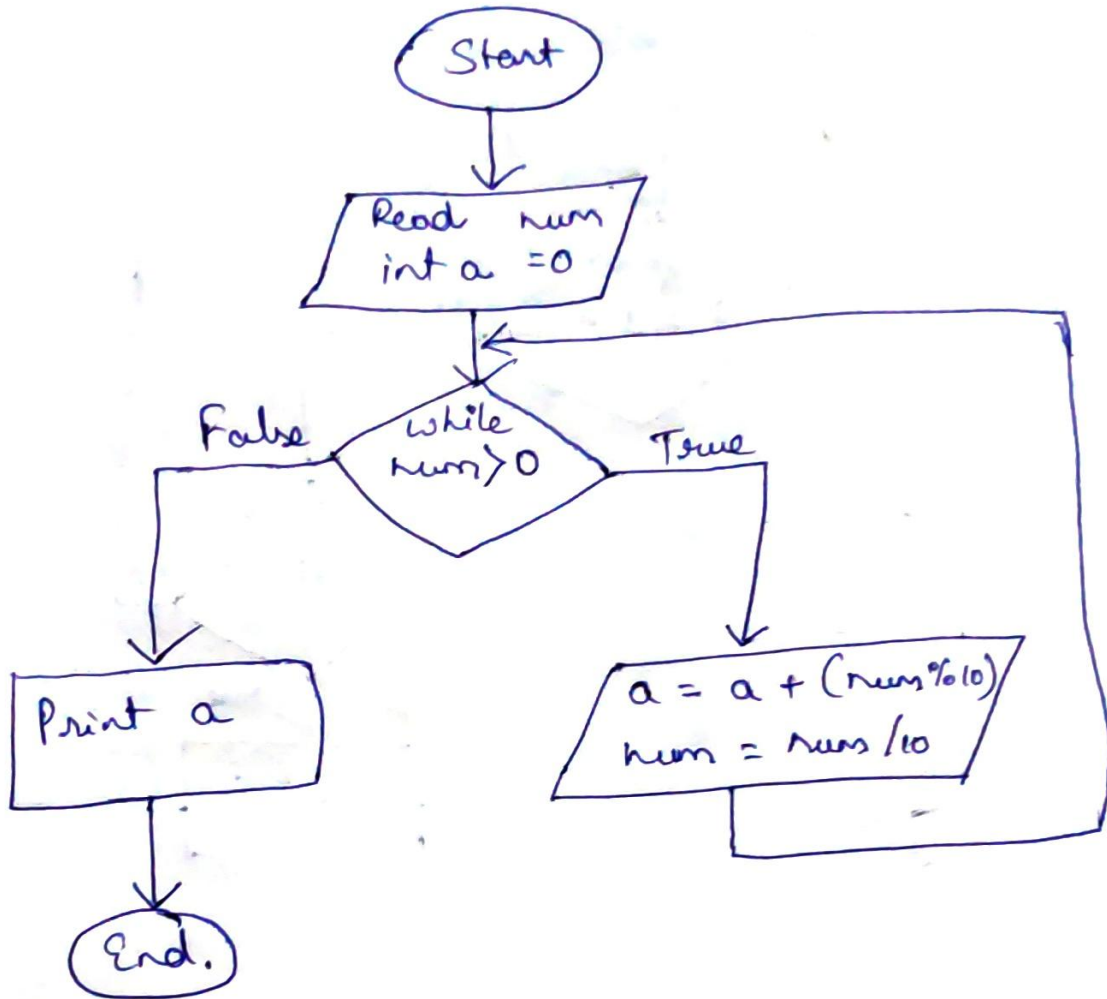 Start
Read num
int a = 0
while
num > 0
False
True
a = a + (num % 10)
num = num / 10
Print a
End.